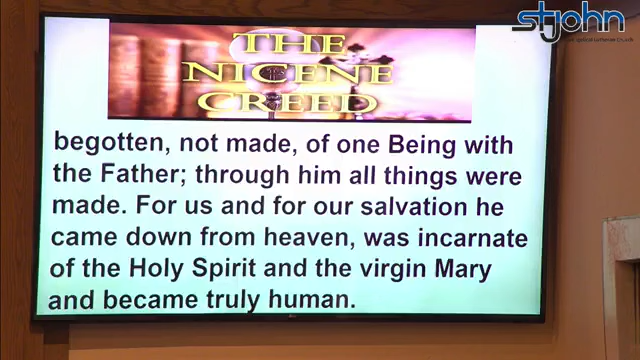 stjohn
THE
NICENE
CREED
begotten, not made, of one Being with
the Father; through him all things were
made. For us and for our salvation he
came down from heaven, was incarnate
of the Holy Spirit and the virgin Mary
and became truly human.